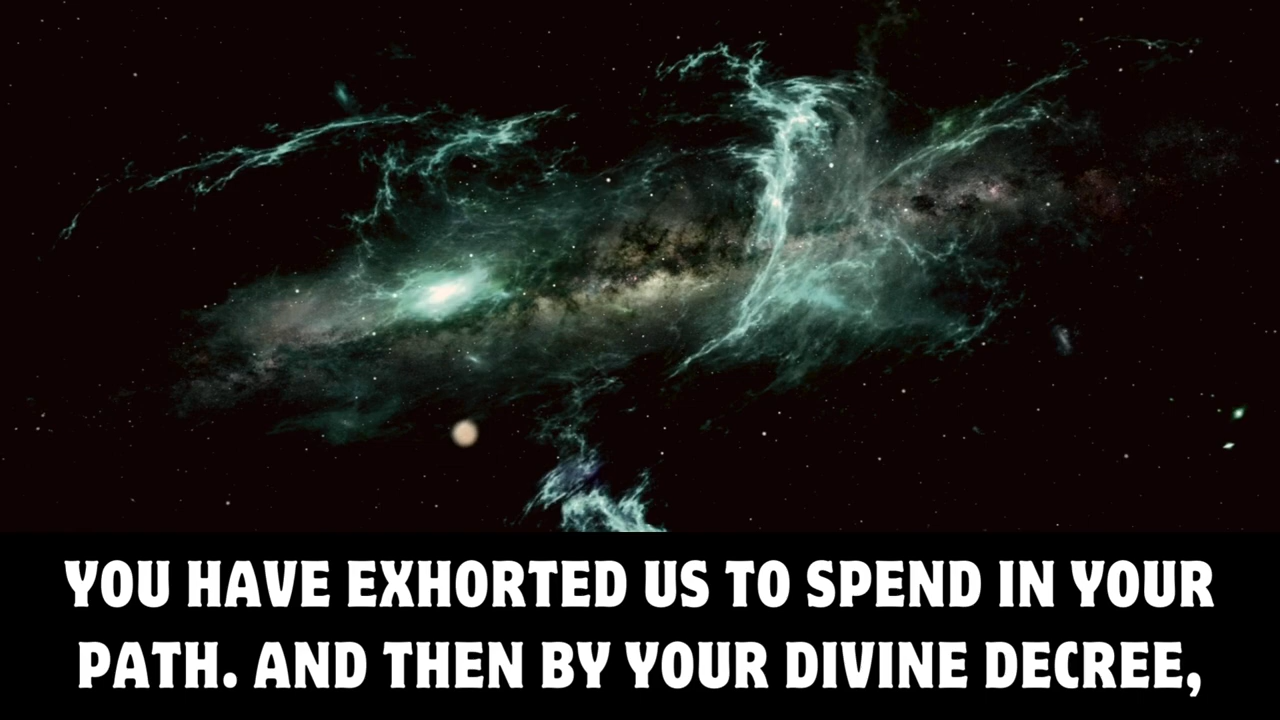 YOU HAVE EXHORTED US TO SPEND IN YOUR
PATH. AND THEN BY YOUR DIVINE DECREE,